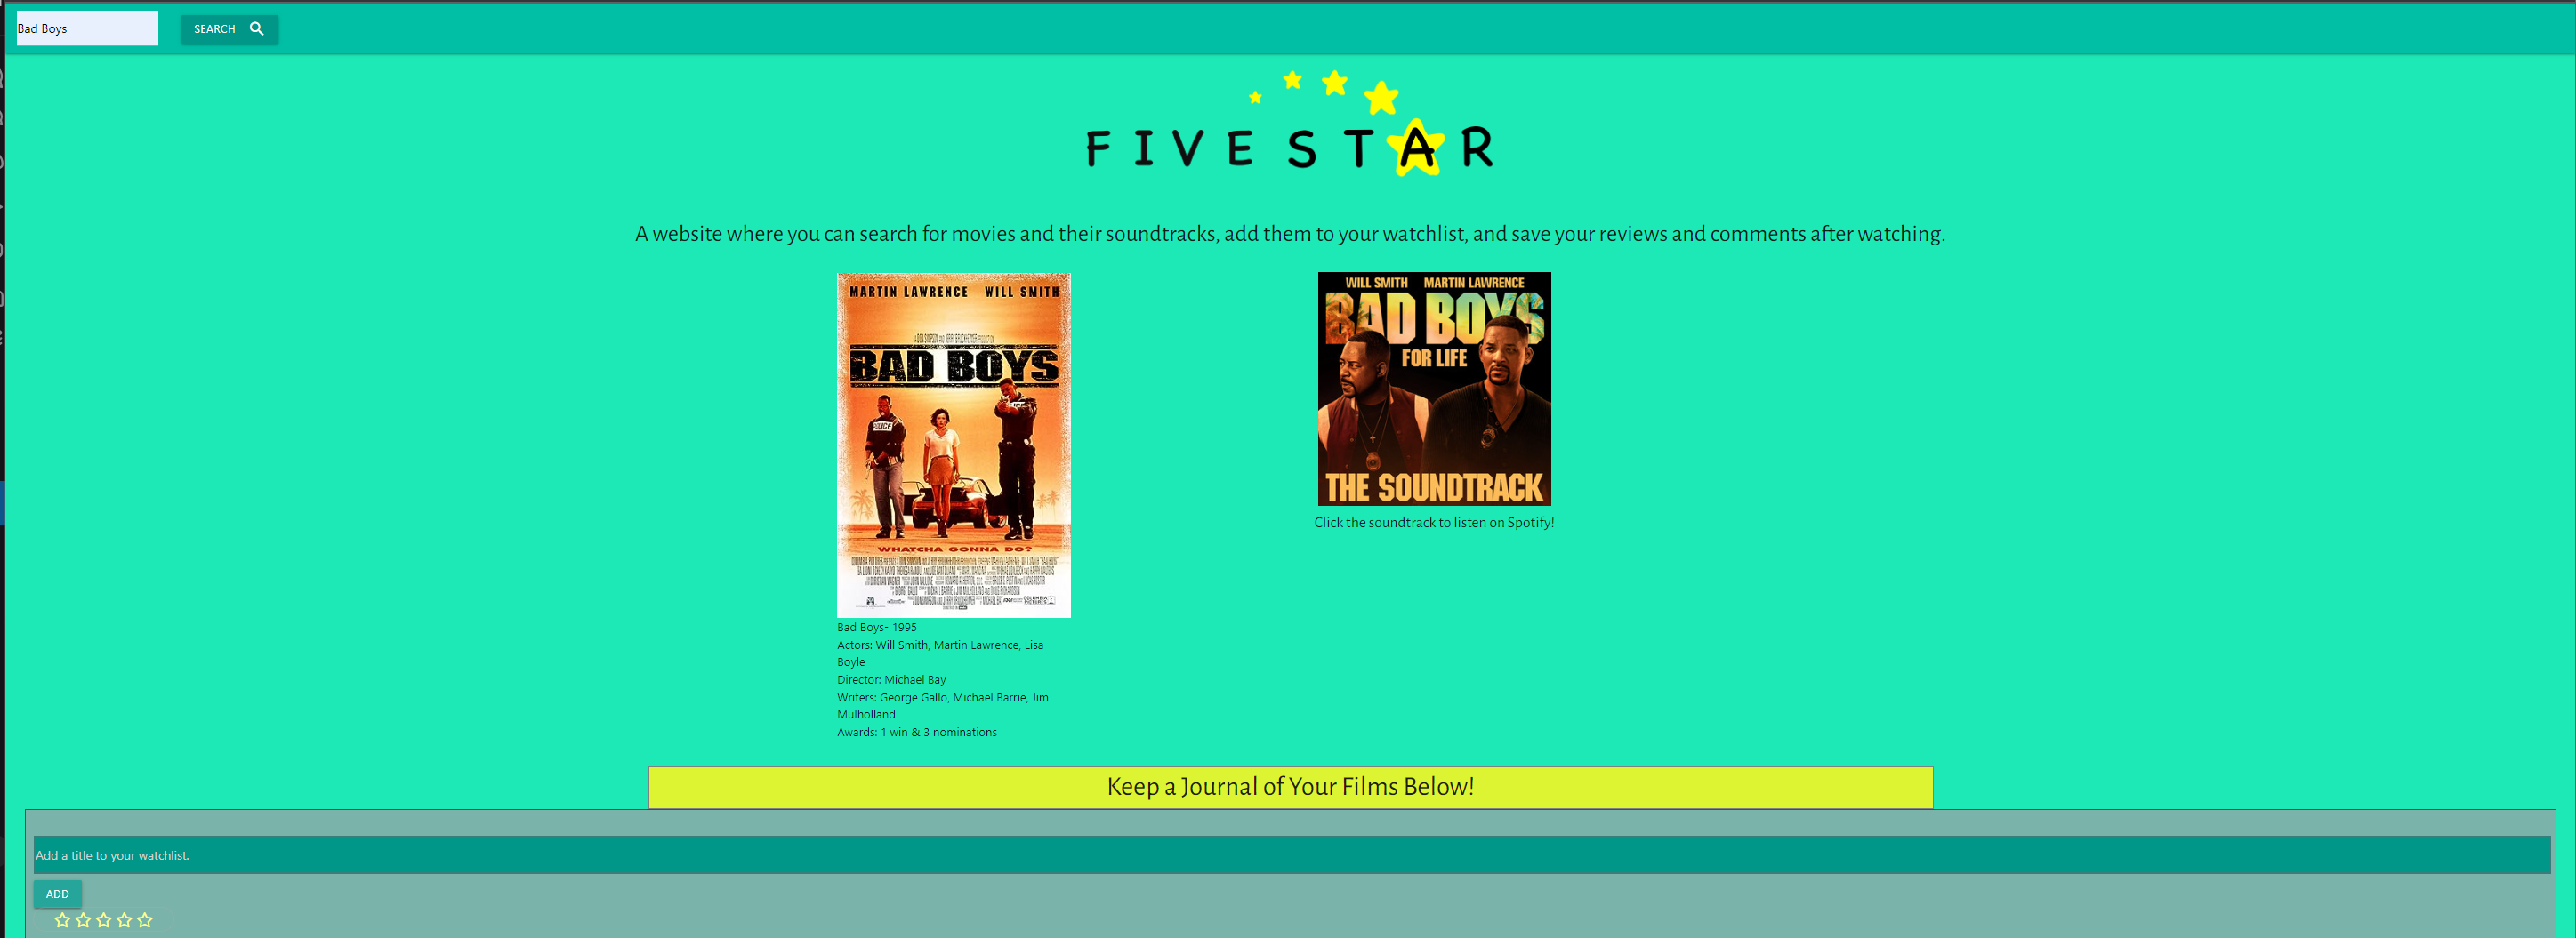 Bad Boys
SEARCH
FIVE STAR
A website where you can search for movies and their soundtracks, add them to your watchlist, and save your reviews and comments after watching.
MARTIN LAWRENCE WILL SMITH
BAD BOYS
POLICE
WHATCHA GONNA DO?
WILL SMITH MARTIN LAWRENCE
BAD BOYS
FOR LIFE
THE SOUNDTRACK
Click the soundtrack to listen on Spotify!
Bad Boys- 1995
Actors: Will Smith, Martin Lawrence, Lisa
Boyle
Director: Michael Bay
Writers: George Gallo, Michael Barrie, Jim
Mulholland
Awards: 1 win & 3 nominations
Keep a Journal of Your Films Below!
Add a title to your watchlist.
ADD